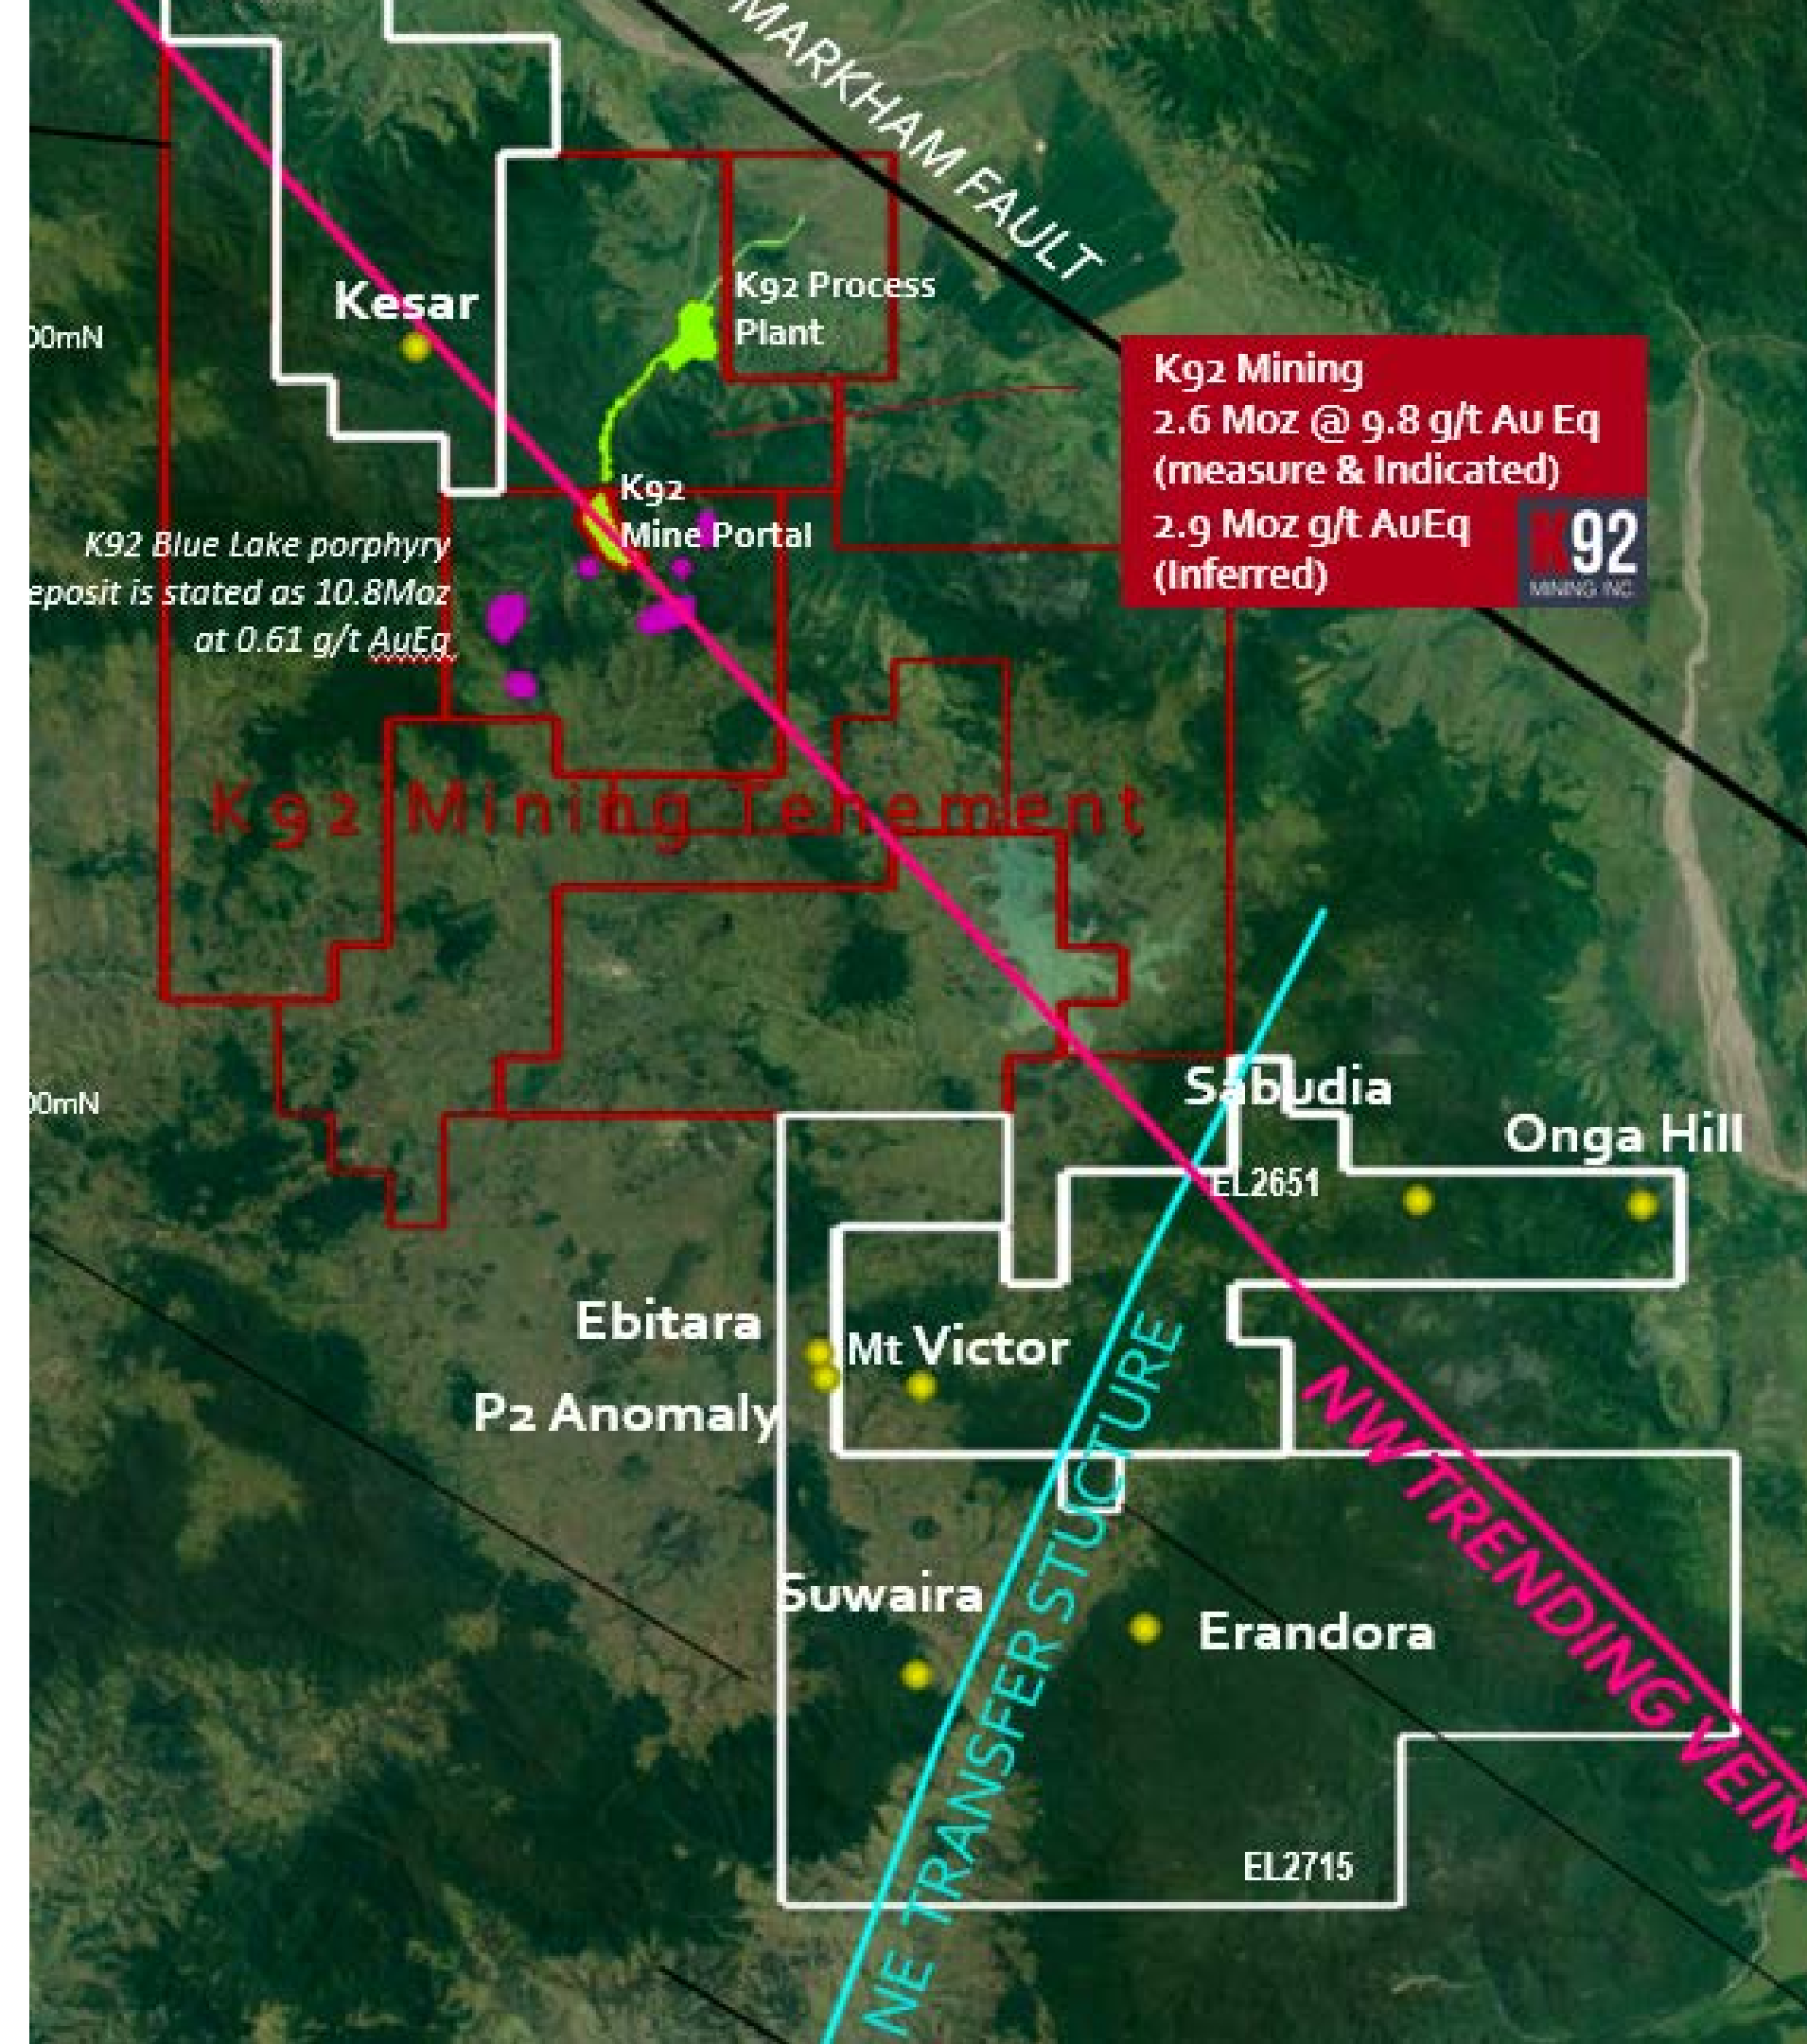 MARKHAM FAULT
Kesar
00mN
K92 Process
Plant
K92 Mining
2.6 Moz @ 9.8 g/t Au Eq
(measure & Indicated)
2.9 Moz g/t AuEq
(Inferred)
K92
MINING INC.
K92
Mine Portal
K92 Blue Lake porphyry
eposit is stated as 10.8Moz
at 0.61 g/t AuEq
K92 Mining Tenement
00mN
Sabudia
Onga Hill
EL2651
Ebitara
Mt Victor
P2 Anomaly
NE TRANSFER STUCTURE
NW TRENDING VEINS
Suwaira
Erandora
EL2715